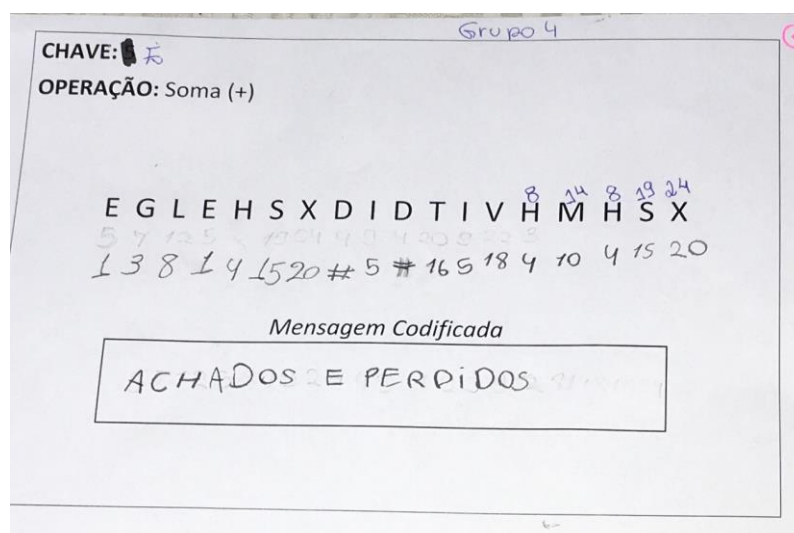 Grupo 4
CHAVE: E
OPERAÇÃO: Soma (+)
8 14 8 19 24
E G L E H S X D I D T I V H M H S X
1 3 8 1 4 15 20 # 5 # 16 5 18 4 10 4 15 20
Mensagem Codificada
ACHADOS E PERDIDOS